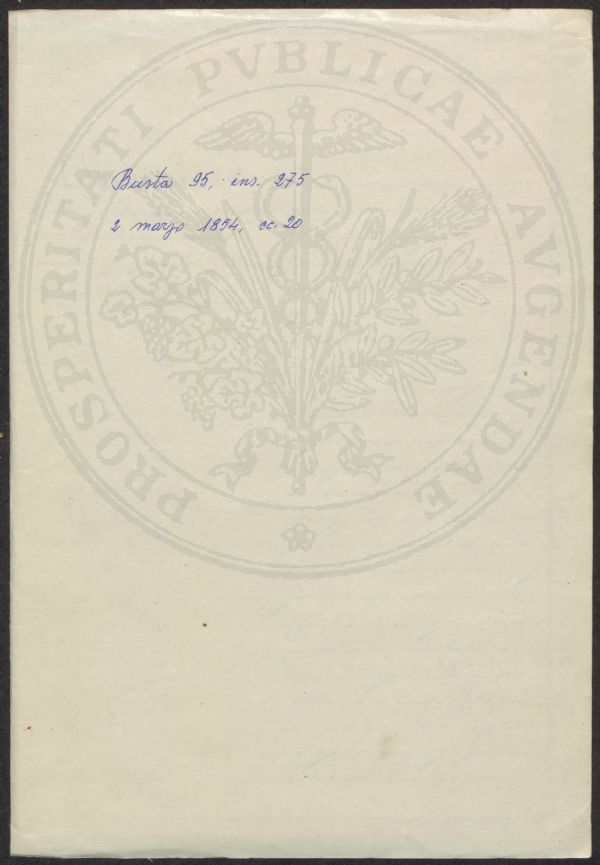 PROSPERITATI PVBLICAE AVGENDAE
Busta 95, ins. 275
2 marzo 1854, cc. 20